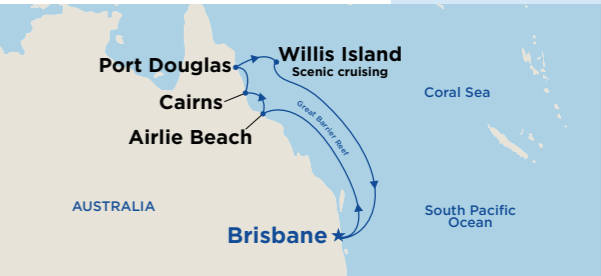 Willis Island
Scenic cruising
Port Douglas
Cairns
Airlie Beach
Great Barrier Reef
Coral Sea
AUSTRALIA
South Pacific
Ocean
Brisbane